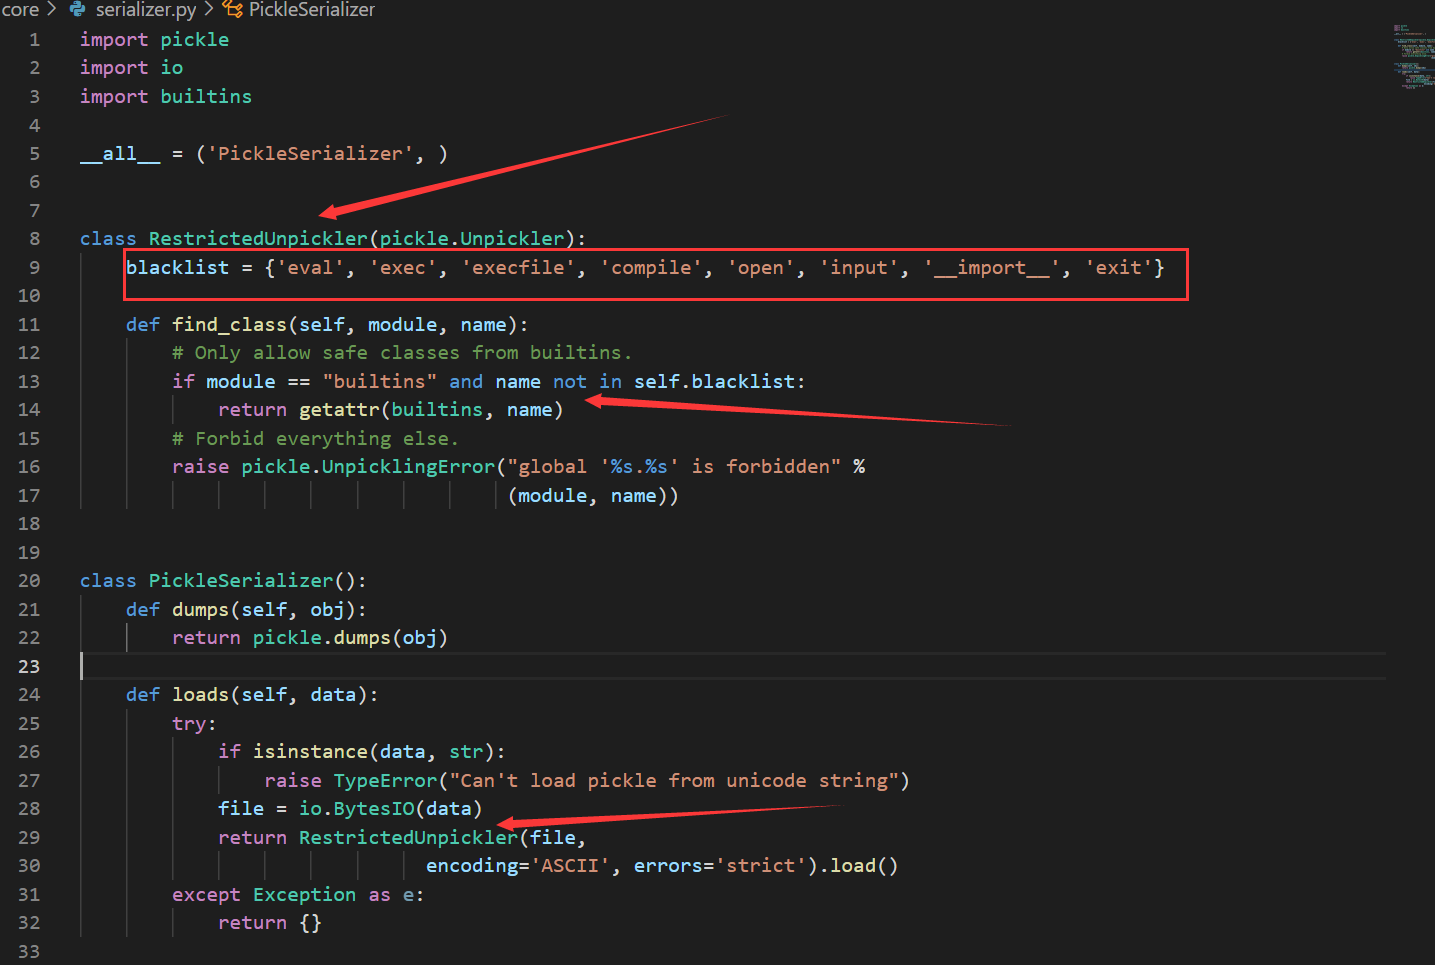 core > serializer.py > PickleSerializer
1 import pickle
2 import io
3 import builtins
4
5 __all__ = ('PickleSerializer', )
6
7
8 class RestrictedUnpickler(pickle.Unpickler):
9 blacklist = {'eval', 'exec', 'execfile', 'compile', 'open', 'input', '__import__', 'exit'}
10
11 def find_class(self, module, name):
12 # Only allow safe classes from builtins.
13 if module == "builtins" and name not in self.blacklist:
14 return getattr(builtins, name)
15 # Forbid everything else.
16 raise pickle.UnpicklingError("global '%s.%s' is forbidden" %
17 (module, name))
18
19
20 class PickleSerializer():
21 def dumps(self, obj):
22 return pickle.dumps(obj)
23
24 def loads(self, data):
25 try:
26 if isinstance(data, str):
27 raise TypeError("Can't load pickle from unicode string")
28 file = io.BytesIO(data)
29 return RestrictedUnpickler(file,
30 encoding='ASCII', errors='strict').load()
31 except Exception as e:
32 return {}
33